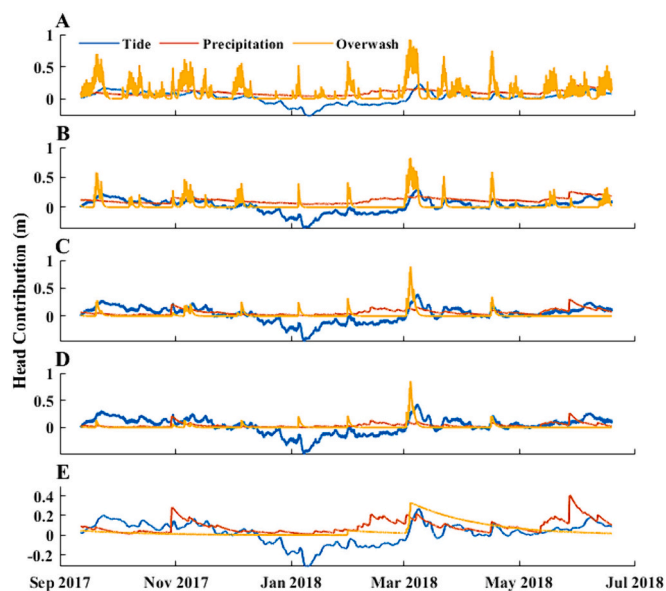 A
Tide Precipitation Overwash
1
0.5
0
B
1
0.5
0
C
1
0.5
0
D
1
0.5
0
E
0.4
0.2
0
-0.2
Head Contribution (m)
Sep 2017 Nov 2017 Jan 2018 Mar 2018 May 2018 Jul 2018